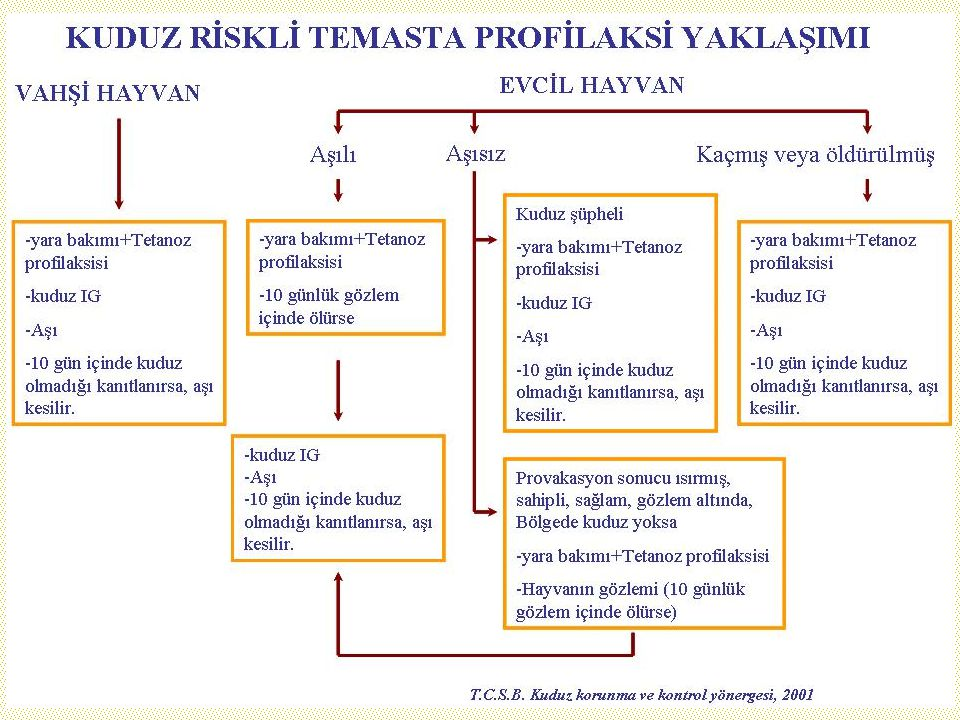 KUDUZ RİSKLİ TEMASTA PROFİLAKSİ YAKLAŞIMI
VAHŞİ HAYVAN
EVCİL HAYVAN
Aşılı
Aşısız
Kaçmış veya öldürülmüş
-yara bakımı+Tetanoz
profilaksisi
-kuduz IG
-Aşı
-10 gün içinde kuduz
olmadığı kanıtlanırsa, aşı
kesilir.
-yara bakımı+Tetanoz
profilaksisi
-10 günlük gözlem
içinde ölürse
-kuduz IG
-Aşı
-10 gün içinde kuduz
olmadığı kanıtlanırsa, aşı
kesilir.
Kuduz şüpheli
-yara bakımı+Tetanoz
profilaksisi
-kuduz IG
-Aşı
-10 gün içinde kuduz
olmadığı kanıtlanırsa, aşı
kesilir.
Provakasyon sonucu ısırmış,
sahipli, sağlam, gözlem altında,
Bölgede kuduz yoksa
-yara bakımı+Tetanoz profilaksisi
-Hayvanın gözlemi (10 günlük
gözlem içinde ölürse)
-yara bakımı+Tetanoz
profilaksisi
-kuduz IG
-Aşı
-10 gün içinde kuduz
olmadığı kanıtlanırsa, aşı
kesilir.
T.C.S.B. Kuduz korunma ve kontrol yönergesi, 2001